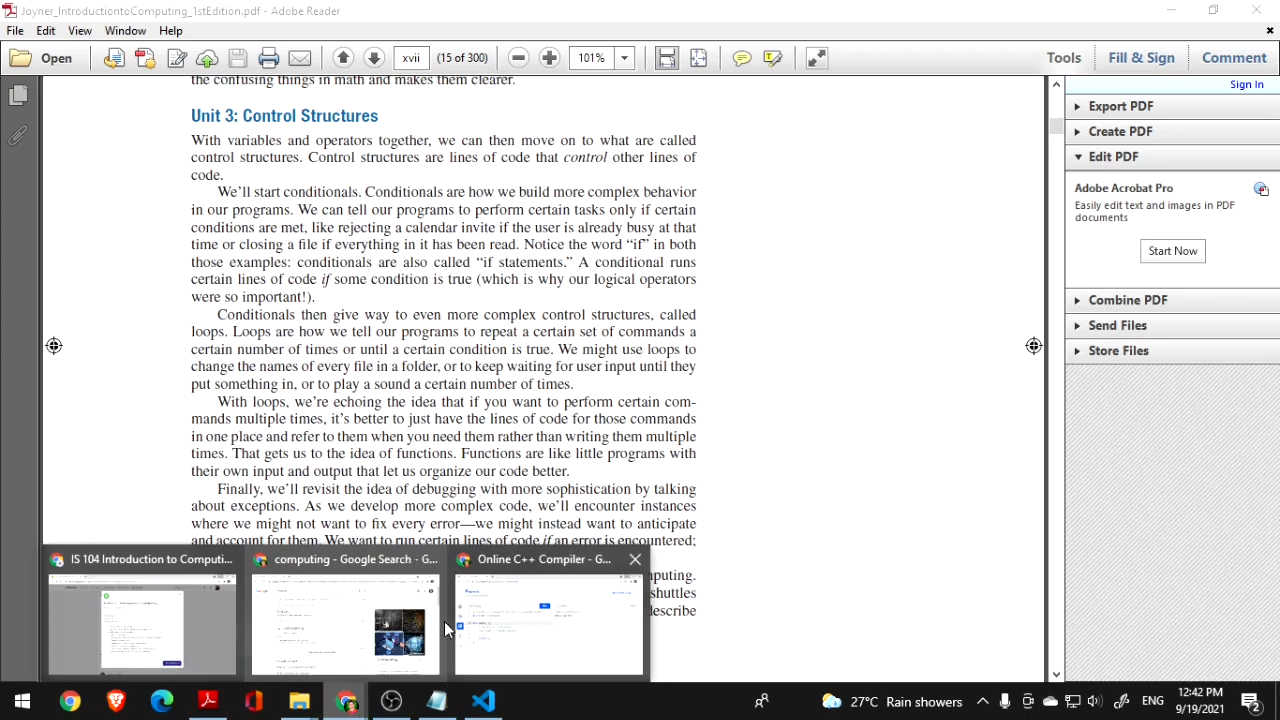 Joyner_IntroductiontoComputing_1stEdition.pdf - Adobe Reader
File Edit View Window Help
Open xvii (15 of 300) 101% Tools Fill & Sign Comment
the confusing things in math and makes them clearer.
Sign In
Unit 3: Control Structures
With variables and operators together, we can then move on to what are called
control structures. Control structures are lines of code that control other lines of
code.
We'll start conditionals. Conditionals are how we build more complex behavior
in our programs. We can tell our programs to perform certain tasks only if certain
conditions are met, like rejecting a calendar invite if the user is already busy at that
time or closing a file if everything in it has been read. Notice the word “if” in both
those examples: conditionals are also called “if statements.” A conditional runs
certain lines of code if some condition is true (which is why our logical operators
were so important!).
Conditionals then give way to even more complex control structures, called
loops. Loops are how we tell our programs to repeat a certain set of commands a
certain number of times or until a certain condition is true. We might use loops to
change the names of every file in a folder, or to keep waiting for user input until they
put something in, or to play a sound a certain number of times.
With loops, we're echoing the idea that if you want to perform certain com-
mands multiple times, it's better to just have the lines of code for those commands
in one place and refer to them when you need them rather than writing them multiple
times. That gets us to the idea of functions. Functions are like little programs with
their own input and output that let us organize our code better.
Finally, we'll revisit the idea of debugging with more sophistication by talking
about exceptions. As we develop more complex code, we'll encounter instances
where we might not want to fix every error—we might instead want to anticipate
and account for them. We want to run certain lines of code if an error is encountered;
mputing.
shuttles
describe
Export PDF
Create PDF
Edit PDF
Adobe Acrobat Pro
Easily edit text and images in PDF
documents
Start Now
Combine PDF
Send Files
Store Files
IS 104 Introduction to Computi...
computing - Google Search - G...
Online C++ Compiler - G...
27°C Rain showers
ENG
12:42 PM
9/19/2021
2